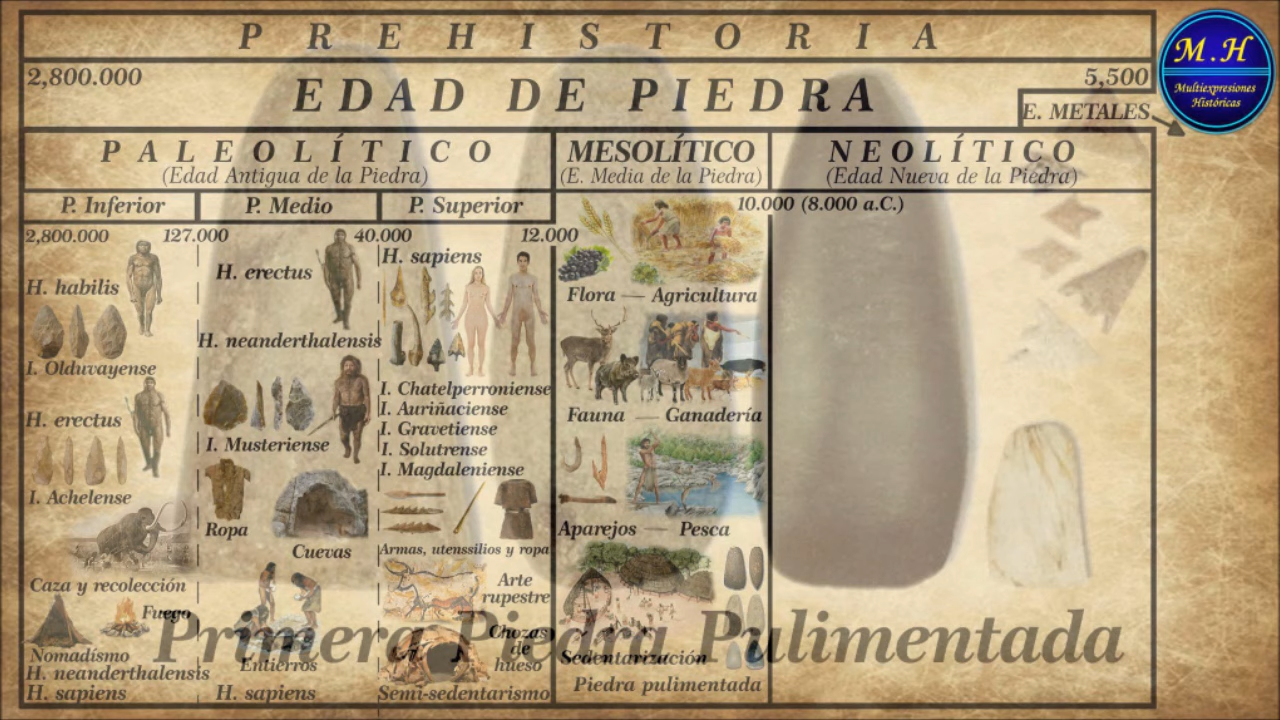 PREHISTORIA
M.H
Multiexpresiones
Históricas
2,800.000
5,500
EDAD DE PIEDRA
E. METALES
PALEOLÍTICO
(Edad Antigua de la Piedra)
MESOLÍTICO
(E. Media de la Piedra)
NEOLÍTICO
(Edad Nueva de la Piedra)
P. Inferior
P. Medio
P. Superior
10.000 (8.000 a.C.)
2,800.000
127.000
40.000
12.000
H. habilis
I. Olduvayense
H. erectus
I. Achelense
Caza y recolección
Fuego
Nomadísmo
H. neanderthalensis
H. sapiens
H. erectus
H. neanderthalensis
I. Musteriense
Ropa
Cuevas
Entierros
H. sapiens
H. sapiens
I. Chatelperroniense
I. Auriñaciense
I. Gravetiense
I. Solutrense
I. Magdaleniense
Armas, utenssilios y ropa
Arte
rupestre
Chozas
de
hueso
Semi-sedentarismo
Flora — Agricultura
Fauna — Ganadería
Aparejos — Pesca
Sedentarización
Piedra pulimentada
Primera Piedra Pulimentada